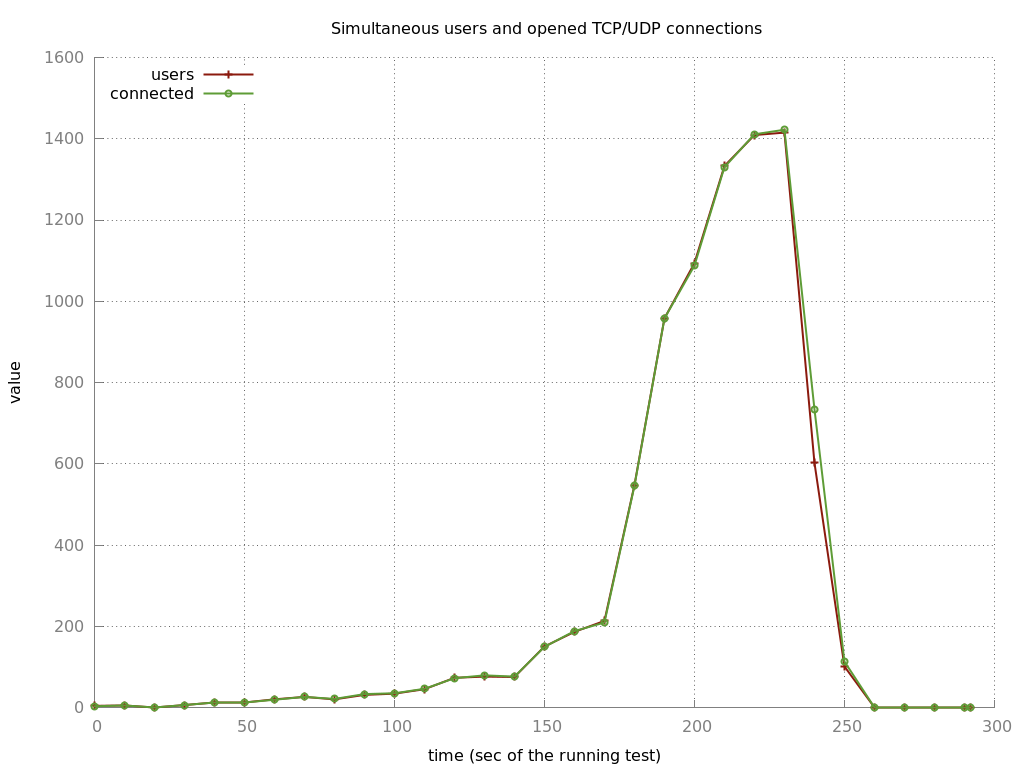 Simultaneous users and opened TCP/UDP connections
1600
users
connected
1400
1200
1000
800
value
600
400
200
0
0 50 100 150 200 250 300
time (sec of the running test)